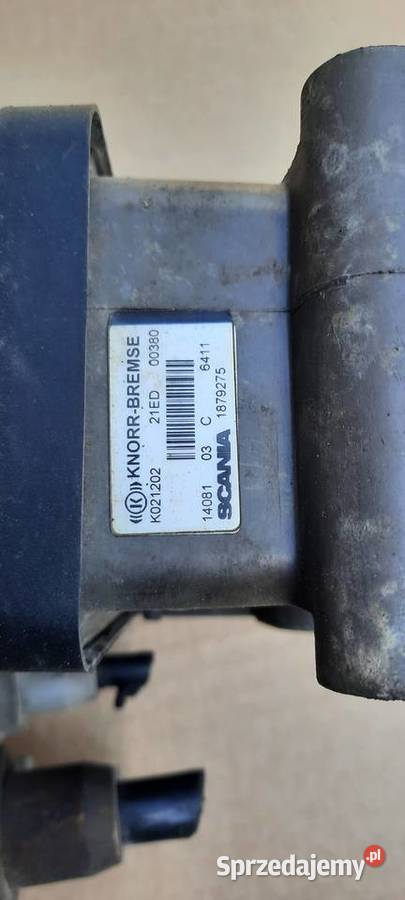 KNORR-BREMSE
K021202 21ED 00380
14081 03 C 6411
SCANIA 1879275
Sprzedajemy.pl